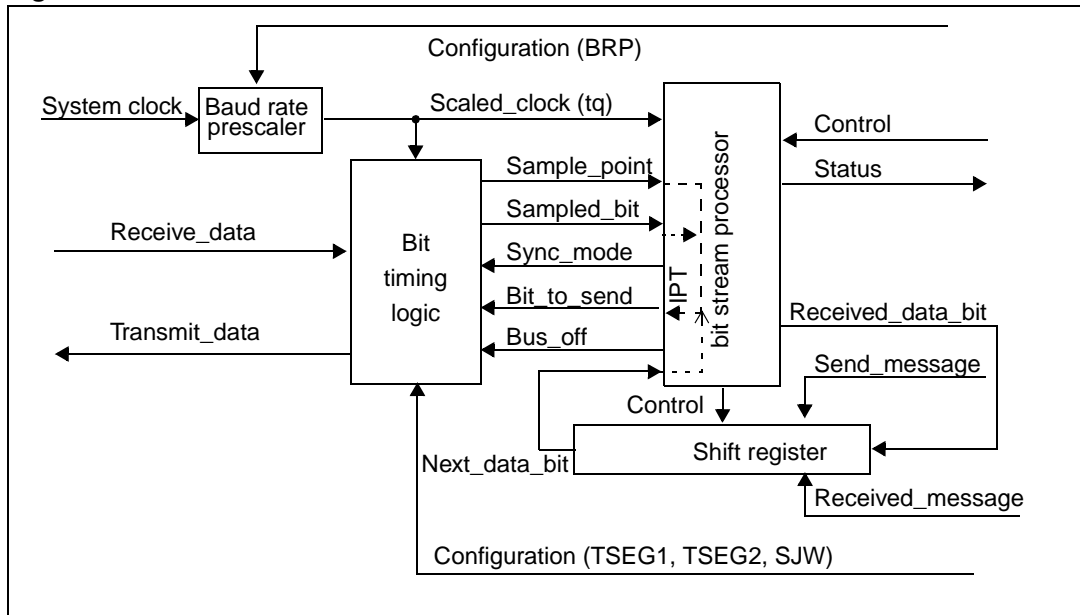 Configuration (BRP)
System clock
Baud rate
prescaler
Scaled_clock (tq)
Control
Sample_point
Status
Sampled_bit
Receive_data
Bit
timing
logic
Sync_mode
IPT
bit stream processor
Bit_to_send
Received_data_bit
Transmit_data
Bus_off
Send_message
Control
Shift register
Next_data_bit
Received_message
Configuration (TSEG1, TSEG2, SJW)